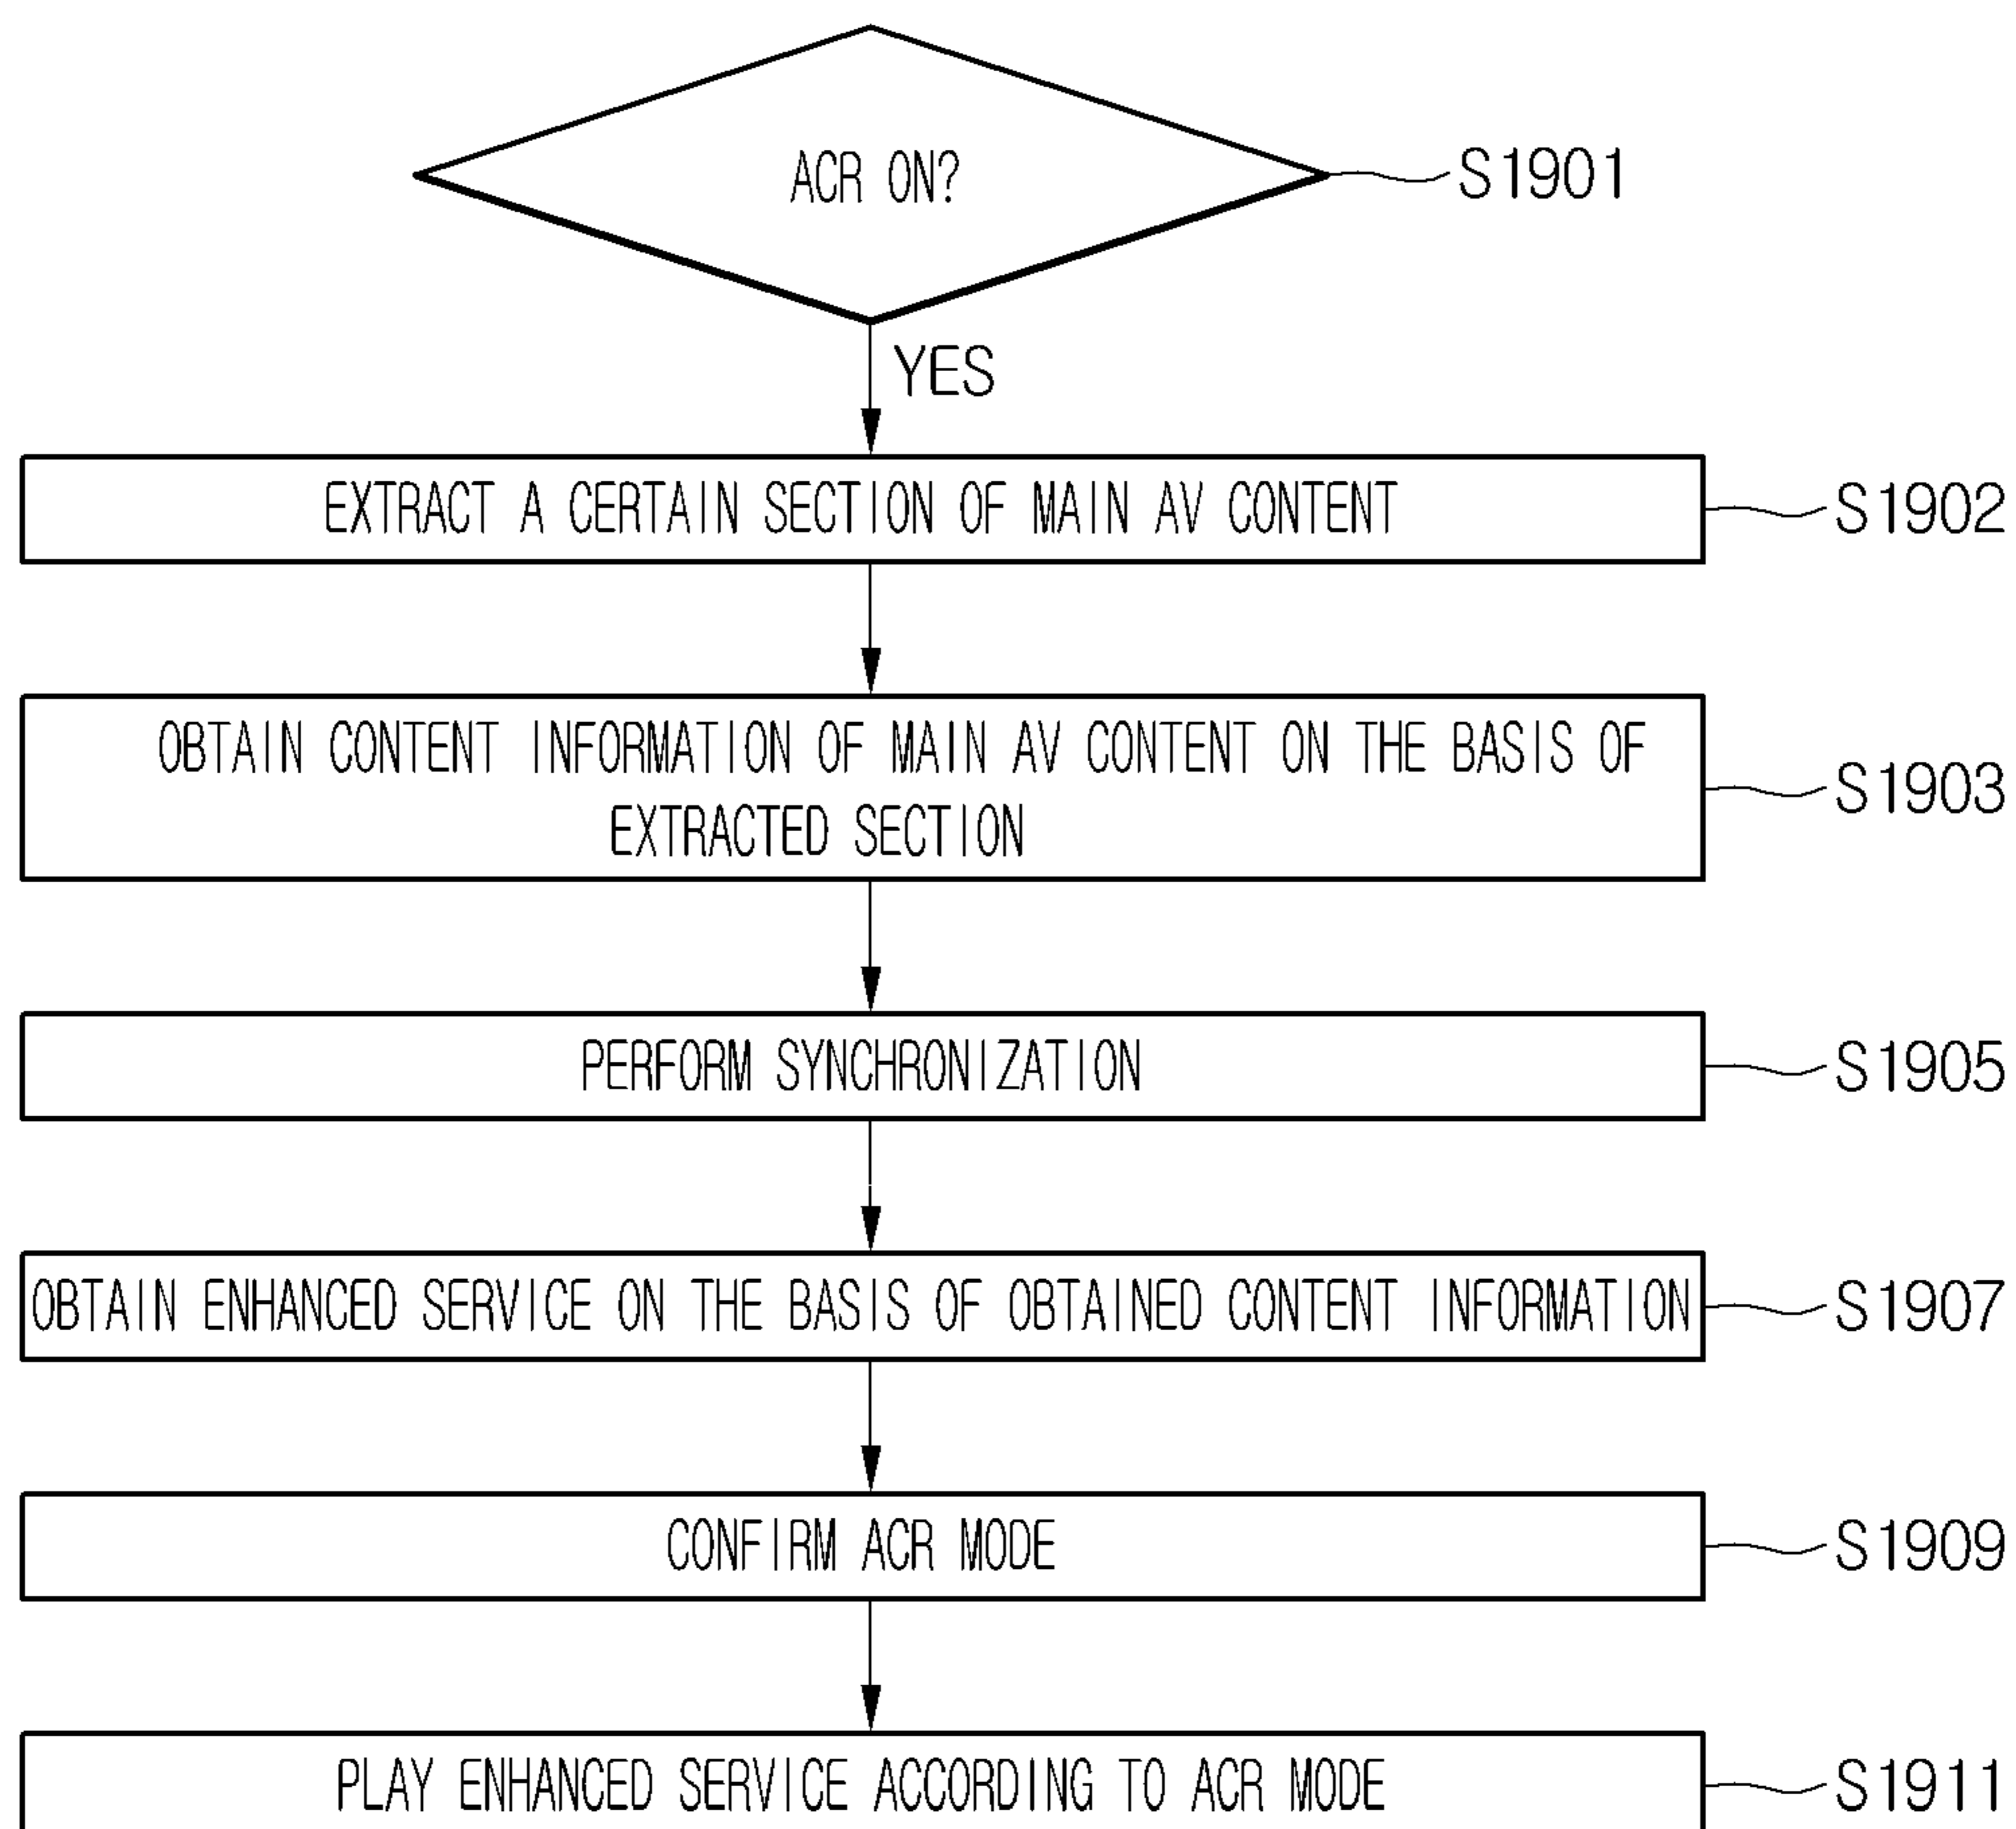 ACR ON?
S1901
YES
EXTRACT A CERTAIN SECTION OF MAIN AV CONTENT
S1902
OBTAIN CONTENT INFORMATION OF MAIN AV CONTENT ON THE BASIS OF
EXTRACTED SECTION
S1903
PERFORM SYNCHRONIZATION
S1905
OBTAIN ENHANCED SERVICE ON THE BASIS OF OBTAINED CONTENT INFORMATION
S1907
CONFIRM ACR MODE
S1909
PLAY ENHANCED SERVICE ACCORDING TO ACR MODE
S1911